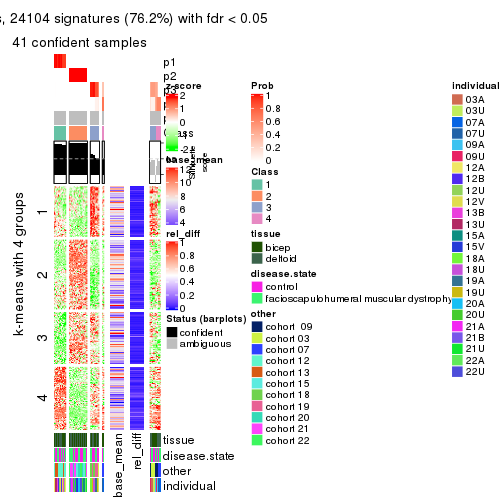 s, 24104 signatures (76.2%) with fdr < 0.05
41 confident samples
p1
p2
z-score
2
1
0
base_mean
12
10
8
6
4
rel_diff
1
0.8
0.6
0.4
0.2
0
Status (barplots)
confident
ambiguous
Prob
1
0.8
0.6
0.4
0.2
0
Class
1
2
3
4
tissue
bicep
deltoid
disease.state
control
facioscapulohumeral muscular dystrophy
other
cohort 09
cohort 03
cohort 07
cohort 12
cohort 13
cohort 15
cohort 18
cohort 19
cohort 20
cohort 21
cohort 22
individual
03A
03U
07A
07U
09A
09U
12A
12B
12U
12V
13B
13U
15A
15V
18A
18U
19A
19U
20A
20U
21A
21B
21U
22A
22U
k-means with 4 groups
1
2
3
4
base_mean
rel_diff
tissue
disease.state
other
individual